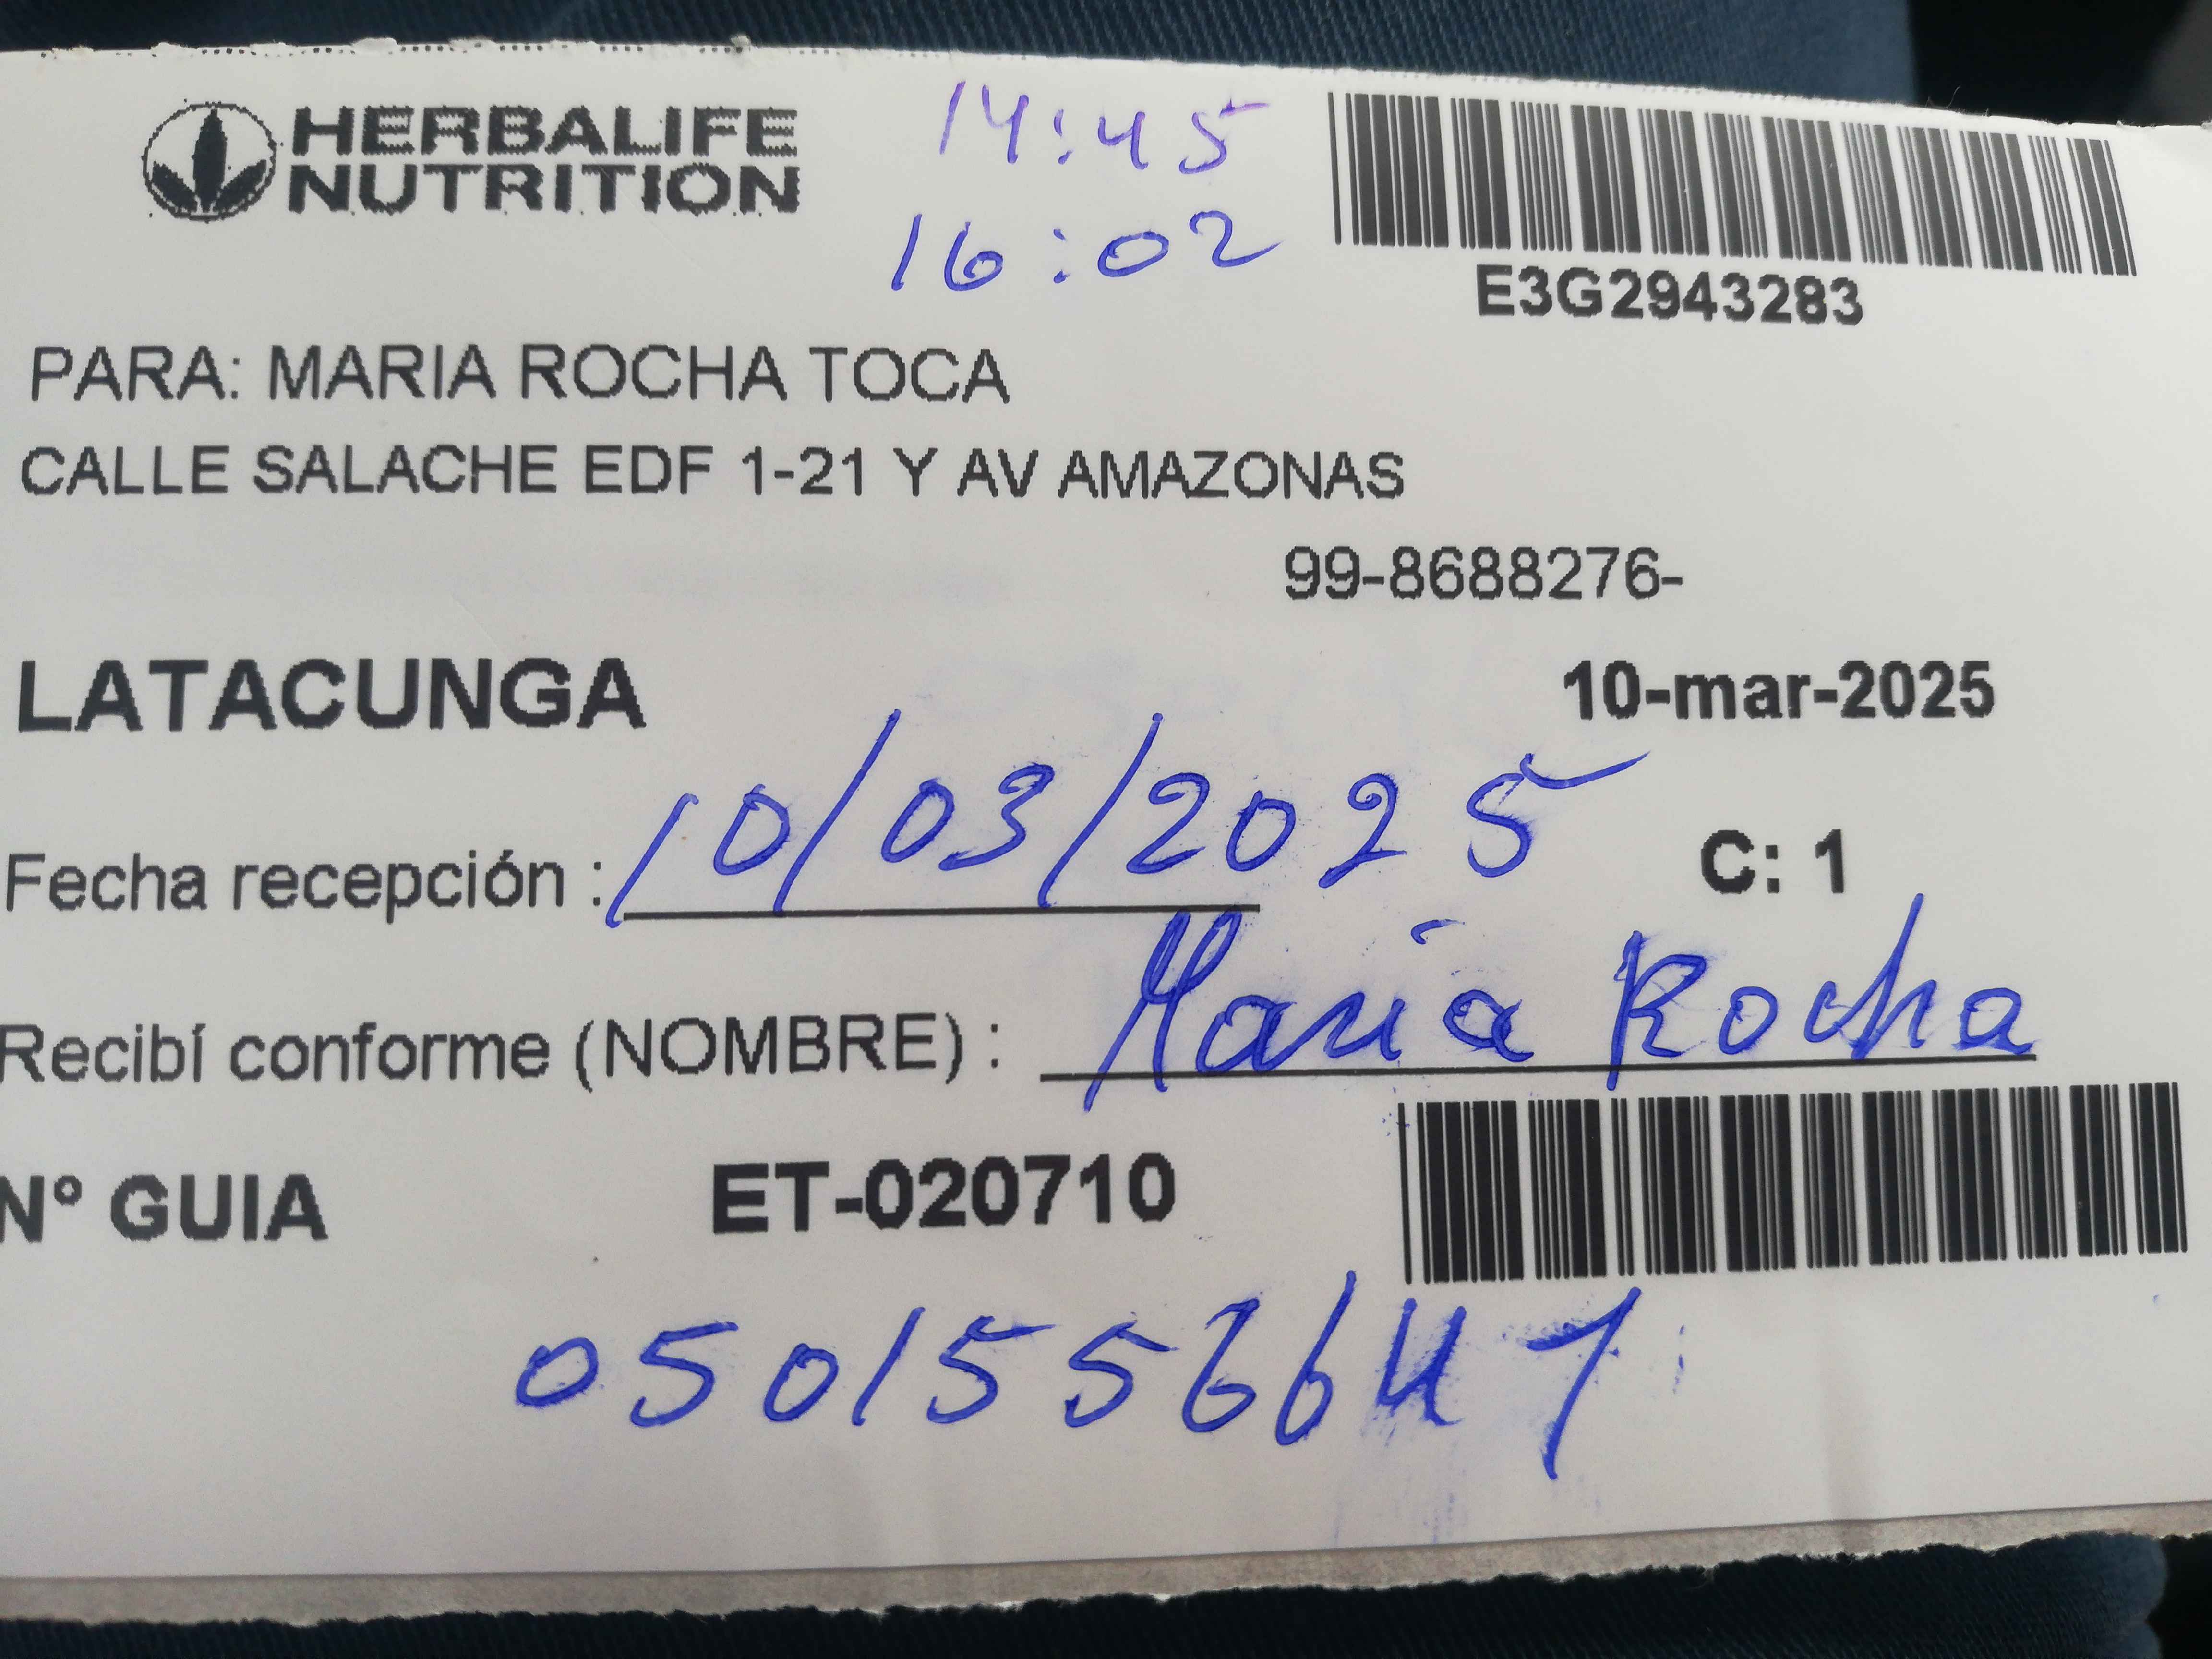 HERBALIFE
NUTRITION
14:45
16:02
E3G2943283
PARA: MARIA ROCHA TOCA
CALLE SALACHE EDF 1-21 Y AV AMAZONAS
99-8688276-
LATACUNGA
10-mar-2025
Fecha recepción : 10/03/2025
C: 1
Recibí conforme (NOMBRE) : Maria Rocha
N° GUIA ET-020710
0501556647